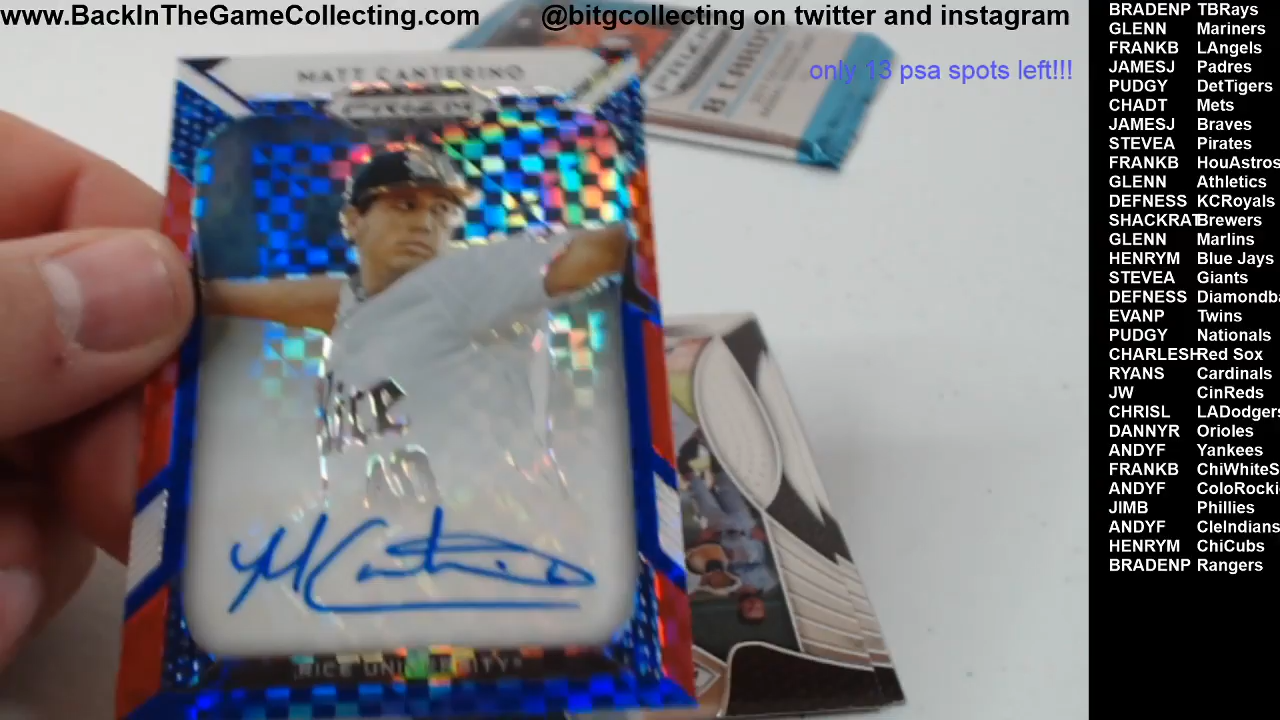 www.BackInTheGameCollecting.com
@bitgcollecting on twitter and instagram
only 13 psa spots left!!!
MATT CANTERINO
PRIZM
Rice
RICE UNIVERSITY
BRADENP TBRays
GLENN Mariners
FRANKB LAngels
JAMESJ Padres
PUDGY DetTigers
CHADT Mets
JAMESJ Braves
STEVEA Pirates
FRANKB HouAstros
GLENN Athletics
DEFNESS KCRoyals
SHACKRAT Brewers
GLENN Marlins
HENRYM Blue Jays
STEVEA Giants
DEFNESS Diamondba
EVANP Twins
PUDGY Nationals
CHARLESH Red Sox
RYANS Cardinals
JW CinReds
CHRISL LADodgers
DANNYR Orioles
ANDYF Yankees
FRANKB ChiWhiteS
ANDYF ColoRocki
JIMB Phillies
ANDYF CleIndians
HENRYM ChiCubs
BRADENP Rangers